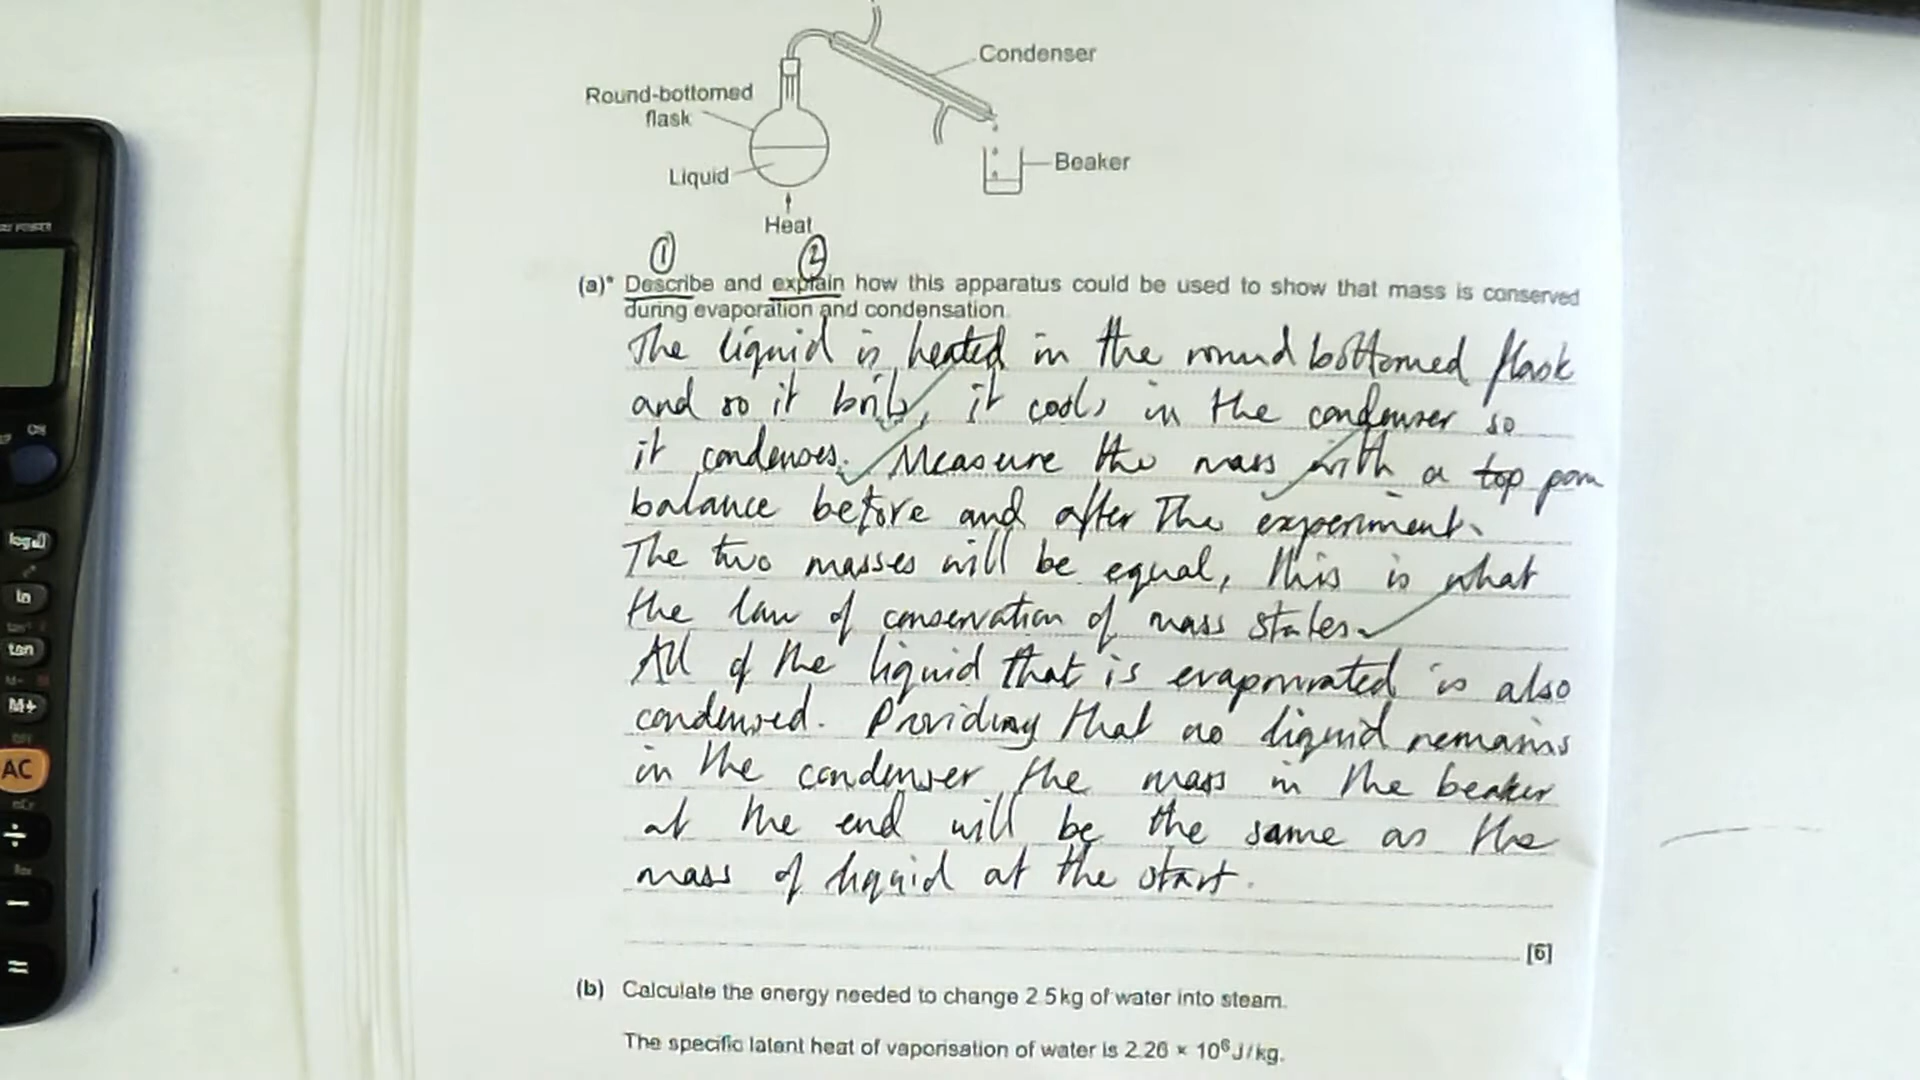 Condenser
Round-bottomed
flask
Liquid
Beaker
Heat
1 2
(a)* Describe and explain how this apparatus could be used to show that mass is conserved
during evaporation and condensation.
The liquid is heated in the round bottomed flask
and so it boils, it cools in the condenser so
it condenses. Measure the mass with a top pan
balance before and after the experiment.
The two masses will be equal, this is what
the law of conservation of mass states.
All of the liquid that is evaporated is also
condensed. Providing that no liquid remains
in the condenser the mass in the beaker
at the end will be the same as the
mass of liquid at the start.
[6]
(b) Calculate the energy needed to change 2.5 kg of water into steam.
The specific latent heat of vaporisation of water is 2.26 × 10⁶ J/kg.
ON
log
ln
tan
M+
AC
÷
−
=